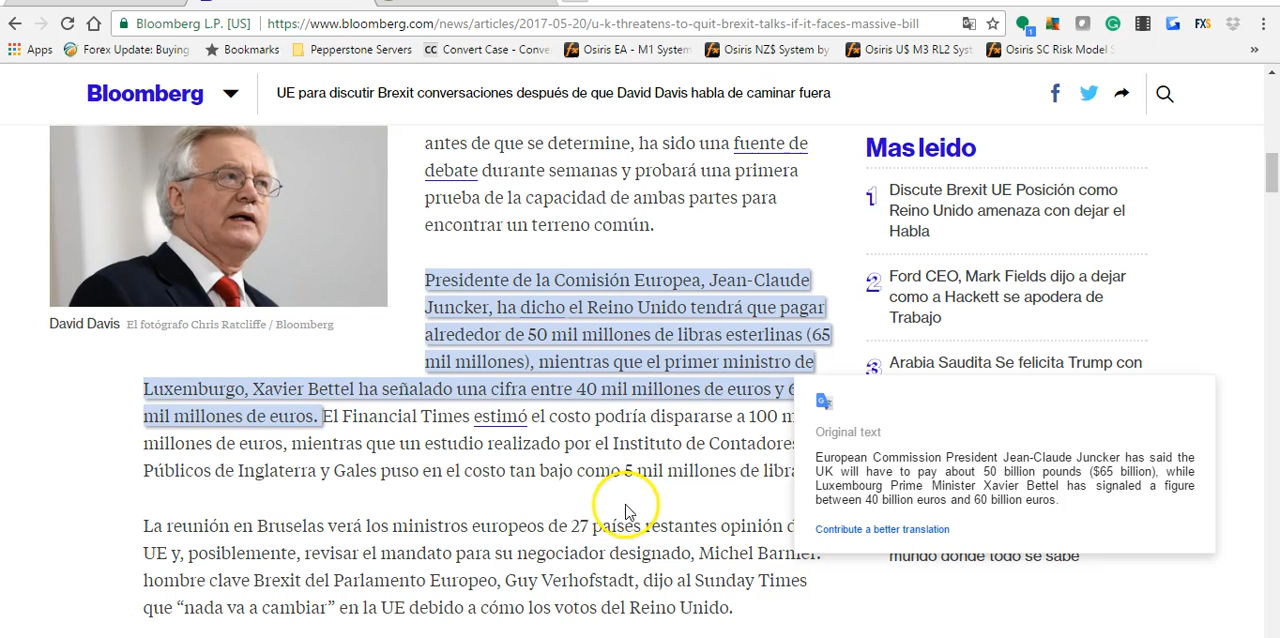 Bloomberg L.P. [US] https://www.bloomberg.com/news/articles/2017-05-20/u-k-threatens-to-quit-brexit-talks-if-it-faces-massive-bill
1
Apps Forex Update: Buying Bookmarks Pepperstone Servers CC Convert Case - Conve Osiris EA - M1 System Osiris NZ$ System by Osiris U$ M3 RL2 Syst Osiris SC Risk Model S »
Bloomberg UE para discutir Brexit conversaciones después de que David Davis habla de caminar fuera
antes de que se determine, ha sido una fuente de
debate durante semanas y probará una primera
prueba de la capacidad de ambas partes para
encontrar un terreno común.
Presidente de la Comisión Europea, Jean-Claude
Juncker, ha dicho el Reino Unido tendrá que pagar
alrededor de 50 mil millones de libras esterlinas (65
mil millones), mientras que el primer ministro de
David Davis El fotógrafo Chris Ratcliffe / Bloomberg
Luxemburgo, Xavier Bettel ha señalado una cifra entre 40 mil millones de euros y 6
mil millones de euros. El Financial Times estimó el costo podría dispararse a 100 m
millones de euros, mientras que un estudio realizado por el Instituto de Contadores
Públicos de Inglaterra y Gales puso en el costo tan bajo como 5 mil millones de libra
La reunión en Bruselas verá los ministros europeos de 27 países restantes opinión d
UE y, posiblemente, revisar el mandato para su negociador designado, Michel Barnier.
hombre clave Brexit del Parlamento Europeo, Guy Verhofstadt, dijo al Sunday Times
que “nada va a cambiar” en la UE debido a cómo los votos del Reino Unido.
Mas leido
1 Discute Brexit UE Posición como
Reino Unido amenaza con dejar el
Habla
2 Ford CEO, Mark Fields dijo a dejar
como a Hackett se apodera de
Trabajo
3 Arabia Saudita Se felicita Trump con
Original text
European Commission President Jean-Claude Juncker has said the
UK will have to pay about 50 billion pounds ($65 billion), while
Luxembourg Prime Minister Xavier Bettel has signaled a figure
between 40 billion euros and 60 billion euros.
Contribute a better translation
mundo donde todo se sabe